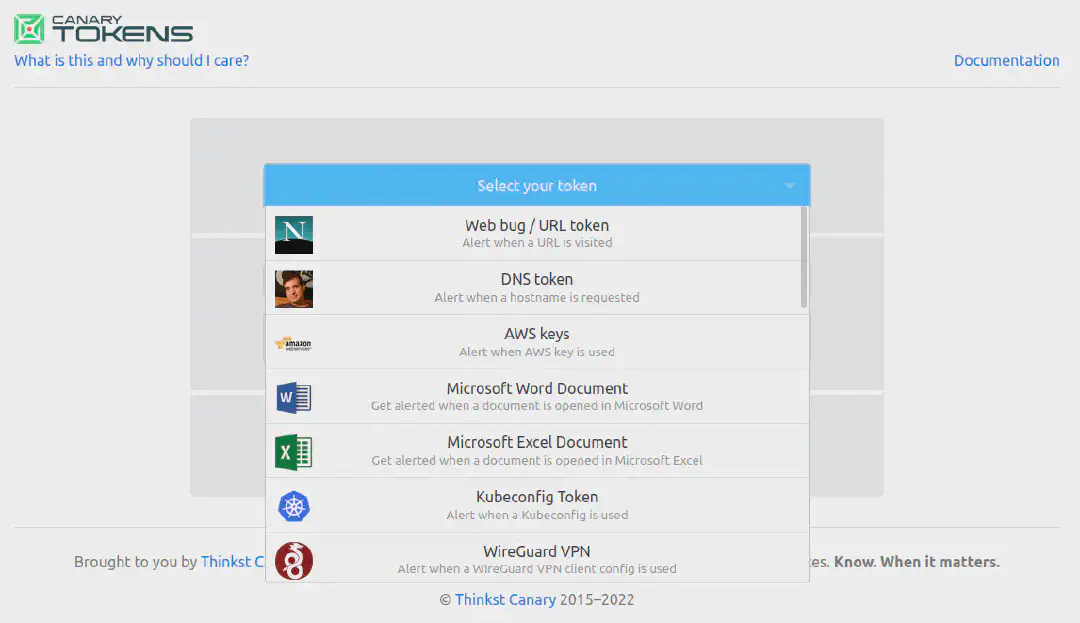 CANARY
TOKENS
What is this and why should I care?
Documentation
Select your token
N
Web bug / URL token
Alert when a URL is visited
DNS token
Alert when a hostname is requested
amazon
webservices
AWS keys
Alert when AWS key is used
W
Microsoft Word Document
Get alerted when a document is opened in Microsoft Word
X
Microsoft Excel Document
Get alerted when a document is opened in Microsoft Excel
Kubeconfig Token
Alert when a Kubeconfig is used
WireGuard VPN
Alert when a WireGuard VPN client config is used
Brought to you by Thinkst C
Know. When it matters.
© Thinkst Canary 2015–2022